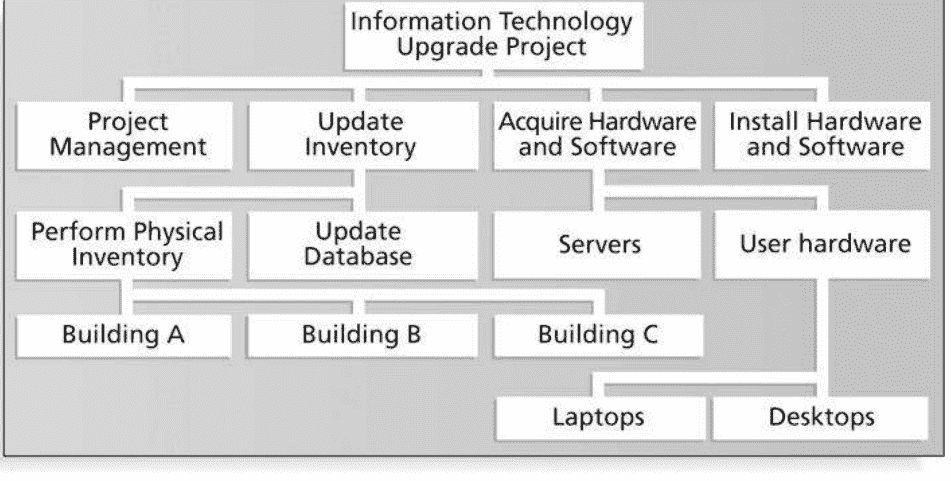 Information Technology
Upgrade Project
Project
Management
Update
Inventory
Acquire Hardware
and Software
Install Hardware
and Software
Perform Physical
Inventory
Update
Database
Servers
User hardware
Building A
Building B
Building C
Laptops
Desktops